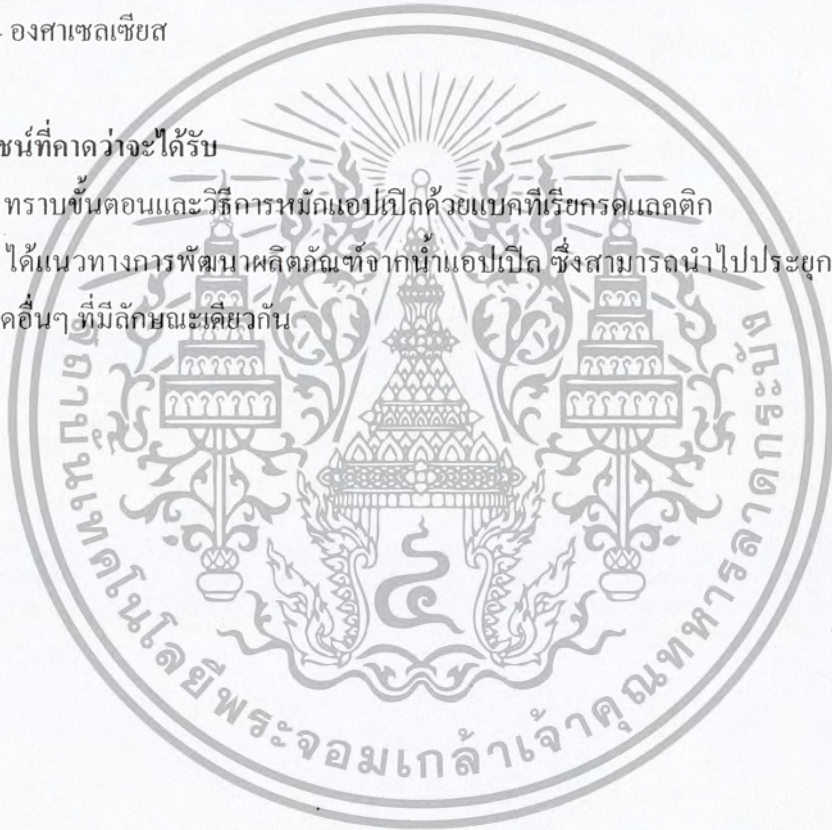 องศาเซลเซียส
ชน์ที่คาดว่าจะได้รับ
ทราบขั้นตอนและวิธีการหมักแอปเปิลด้วยแบคทีเรียกรดแลคติก
ได้แนวทางการพัฒนาผลิตภัณฑ์จากน้ำแอปเปิล ซึ่งสามารถนำไปประยุก
ดอื่นๆ ที่มีลักษณะเดียวกัน
สถาบันเทคโนโลยีพระจอมเกล้าเจ้าคุณทหารลาดกระบัง
๔